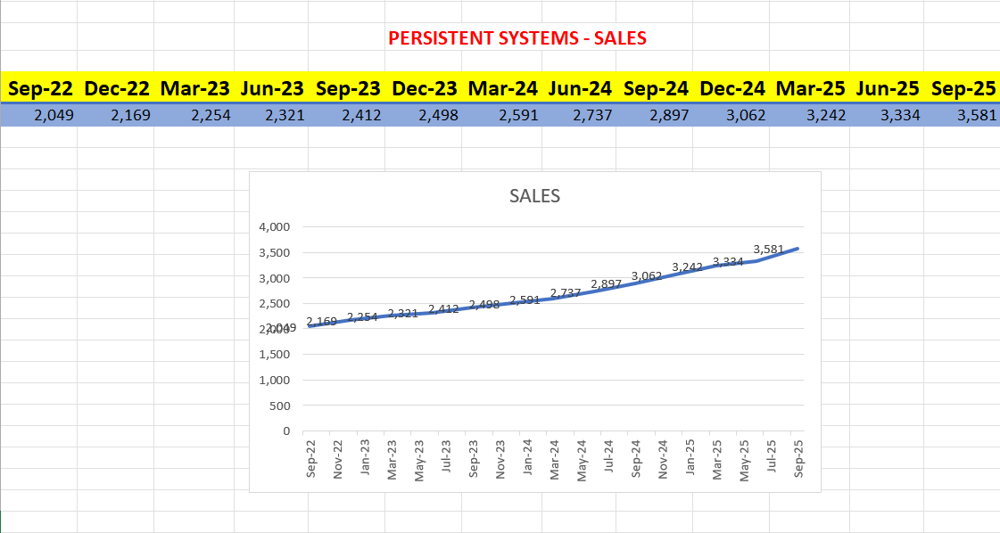 PERSISTENT SYSTEMS - SALES
Sep-22 Dec-22 Mar-23 Jun-23 Sep-23 Dec-23 Mar-24 Jun-24 Sep-24 Dec-24 Mar-25 Jun-25 Sep-25
2,049 2,169 2,254 2,321 2,412 2,498 2,591 2,737 2,897 3,062 3,242 3,334 3,581
SALES
4,000
3,500
3,000
2,500
2,000
1,500
1,000
500
0
2,049 2,169 2,254 2,321 2,412 2,498 2,591 2,737 2,897 3,062 3,242 3,334 3,581
Sep-22 Nov-22 Jan-23 Mar-23 May-23 Jul-23 Sep-23 Nov-23 Jan-24 Mar-24 May-24 Jul-24 Sep-24 Nov-24 Jan-25 Mar-25 May-25 Jul-25 Sep-25